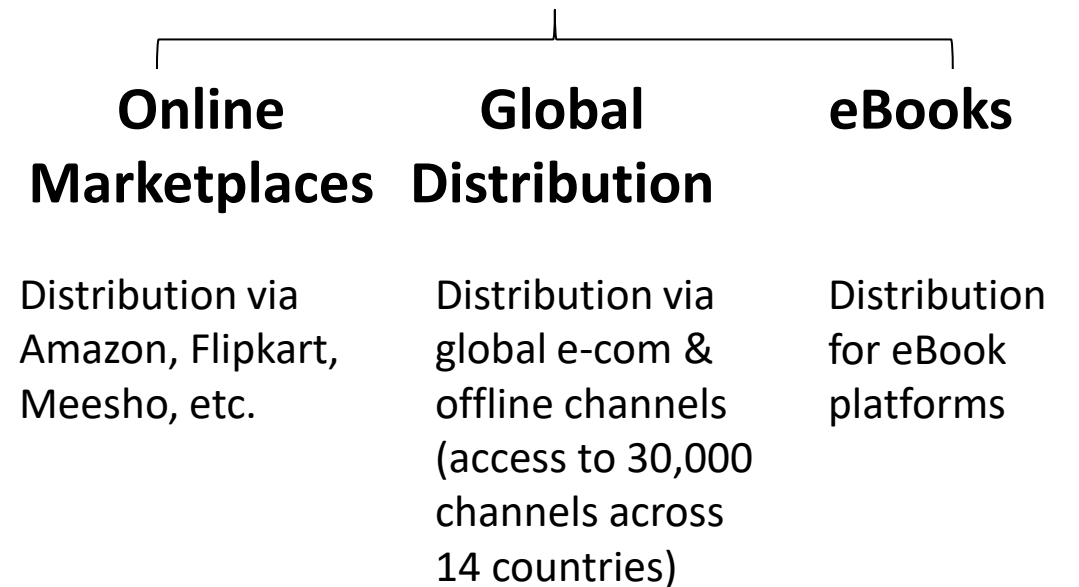 Online
Marketplaces
Distribution via
Amazon, Flipkart,
Meesho, etc.
Global
Distribution
Distribution via
global e-com &
offline channels
(access to 30,000
channels across
14 countries)
eBooks
Distribution
for eBook
platforms